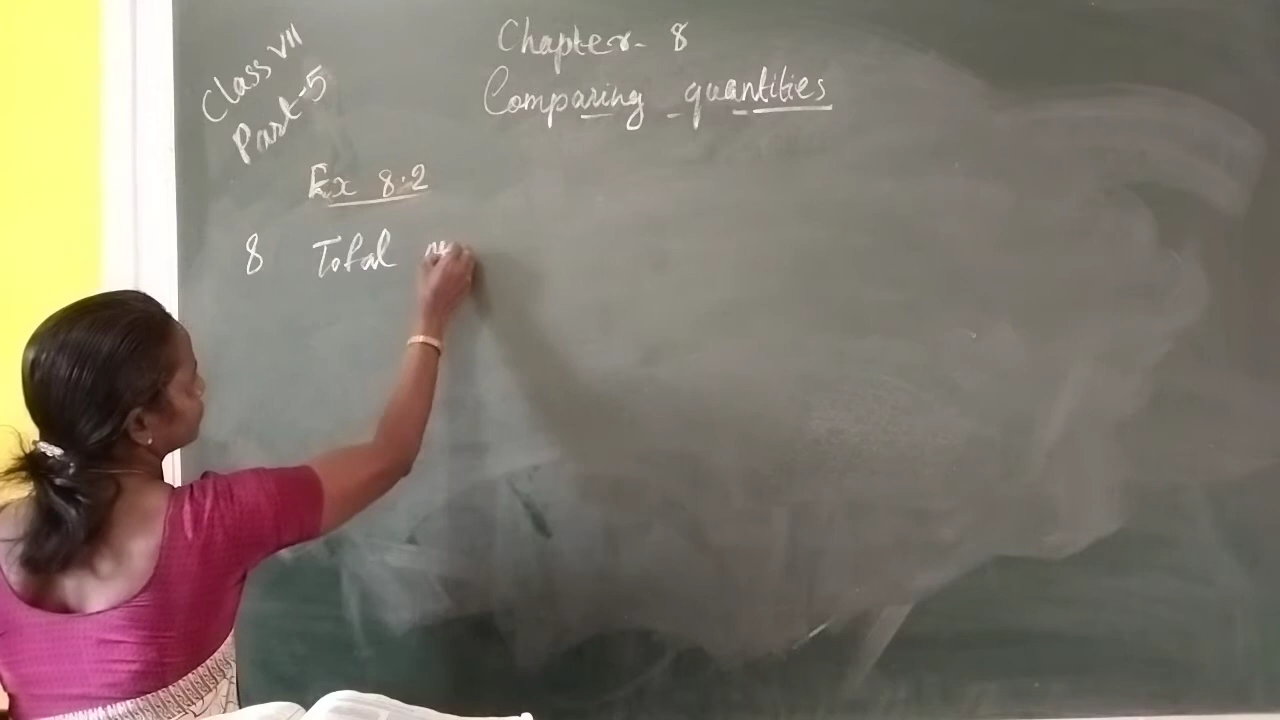 Class VII
Part-5
Chapter- 8
Comparing quantities
Ex 8.2
8 Total